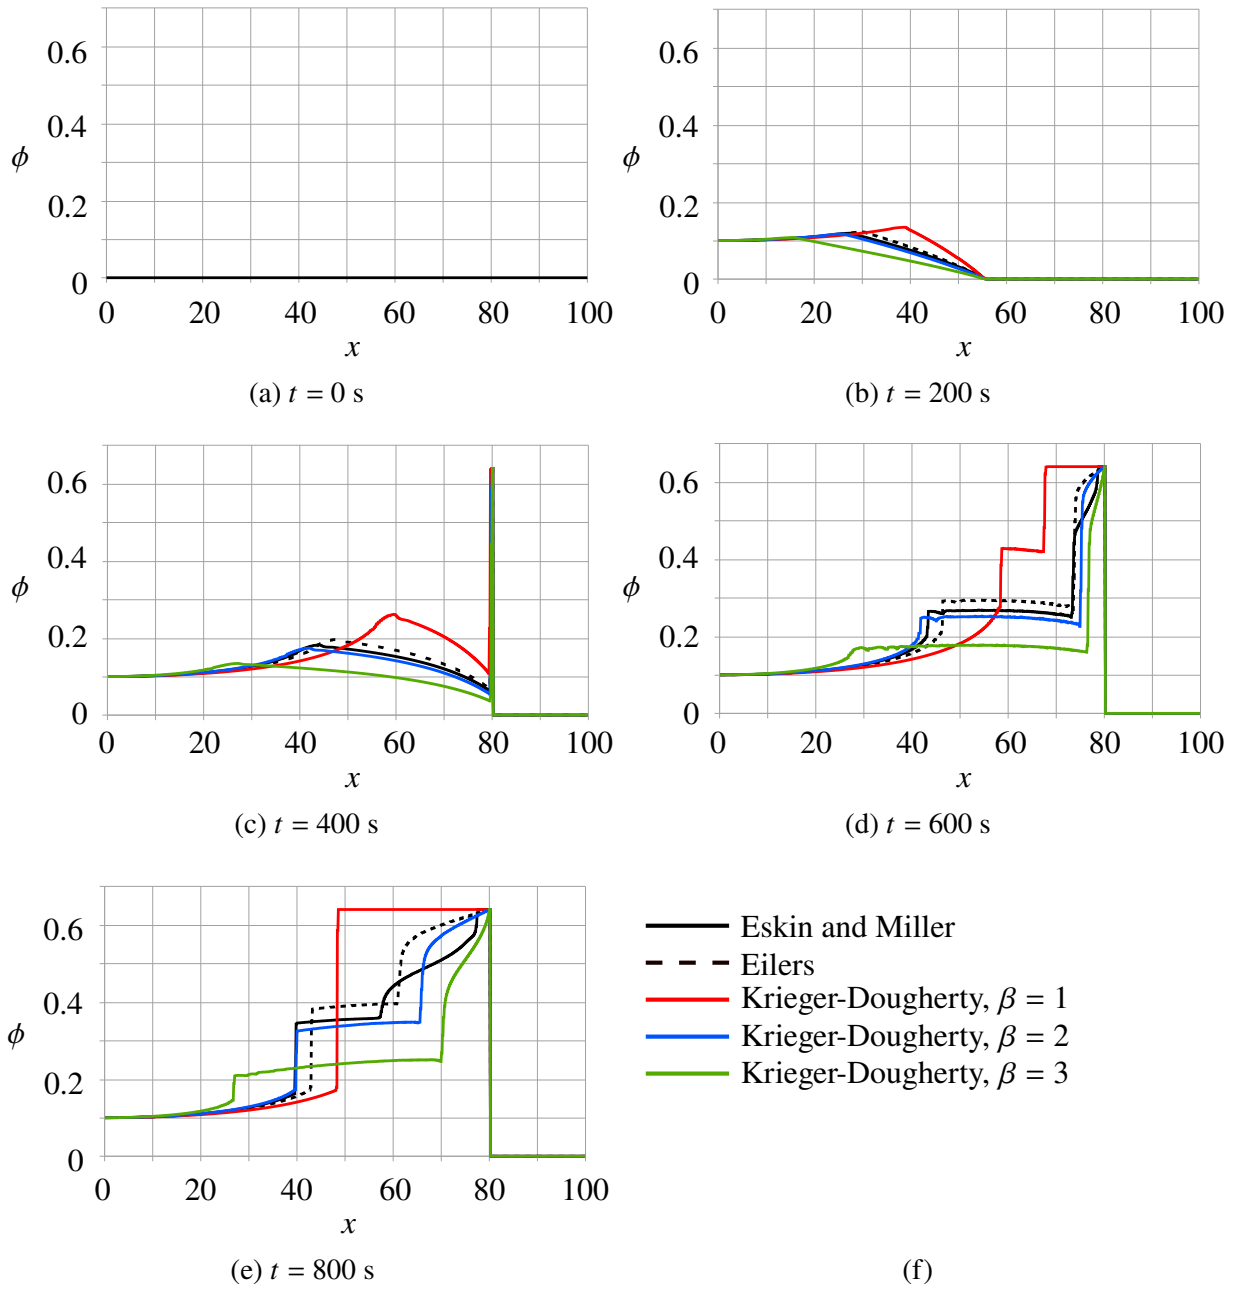 0.6
0.4
ϕ
0.2
0
0 20 40 60 80 100
x
(a) t = 0 s
0.6
0.4
ϕ
0.2
0
0 20 40 60 80 100
x
(b) t = 200 s
0.6
0.4
ϕ
0.2
0
0 20 40 60 80 100
x
(c) t = 400 s
0.6
0.4
ϕ
0.2
0
0 20 40 60 80 100
x
(d) t = 600 s
0.6
0.4
ϕ
0.2
0
0 20 40 60 80 100
x
(e) t = 800 s
Eskin and Miller
Eilers
Krieger-Dougherty, β = 1
Krieger-Dougherty, β = 2
Krieger-Dougherty, β = 3
(f)